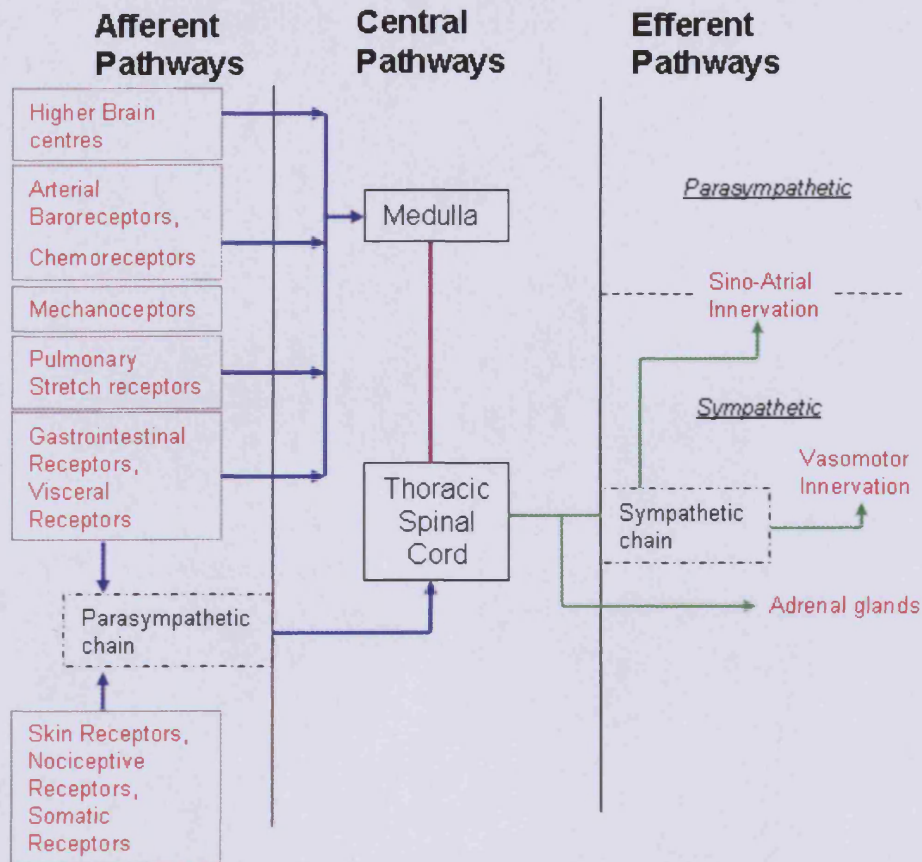 Afferent
Pathways
Central
Pathways
Efferent
Pathways
Higher Brain
centres
Arterial
Baroreceptors,
Chemoreceptors
Mechanoceptors
Pulmonary
Stretch receptors
Gastrointestinal
Receptors,
Visceral
Receptors
Parasympathetic
chain
Skin Receptors,
Nociceptive
Receptors,
Somatic
Receptors
Medulla
Thoracic
Spinal
Cord
Parasympathetic
Sino-Atrial
Innervation
Sympathetic
Vasomotor
Innervation
Sympathetic
chain
Adrenal glands